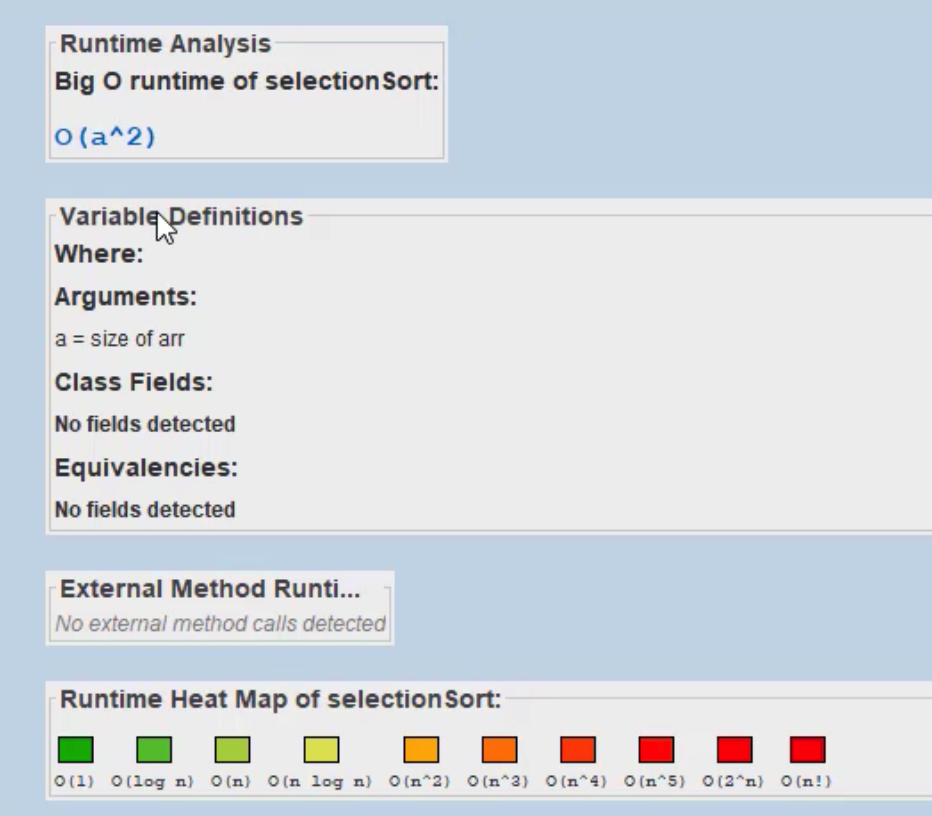 Runtime Analysis
Big O runtime of selectionSort:
O(a^2)
Variable Definitions
Where:
Arguments:
a = size of arr
Class Fields:
No fields detected
Equivalencies:
No fields detected
External Method Runti...
No external method calls detected
Runtime Heat Map of selectionSort:
O(1) O(log n) O(n) O(n log n) O(n^2) O(n^3) O(n^4) O(n^5) O(2^n) O(n!)